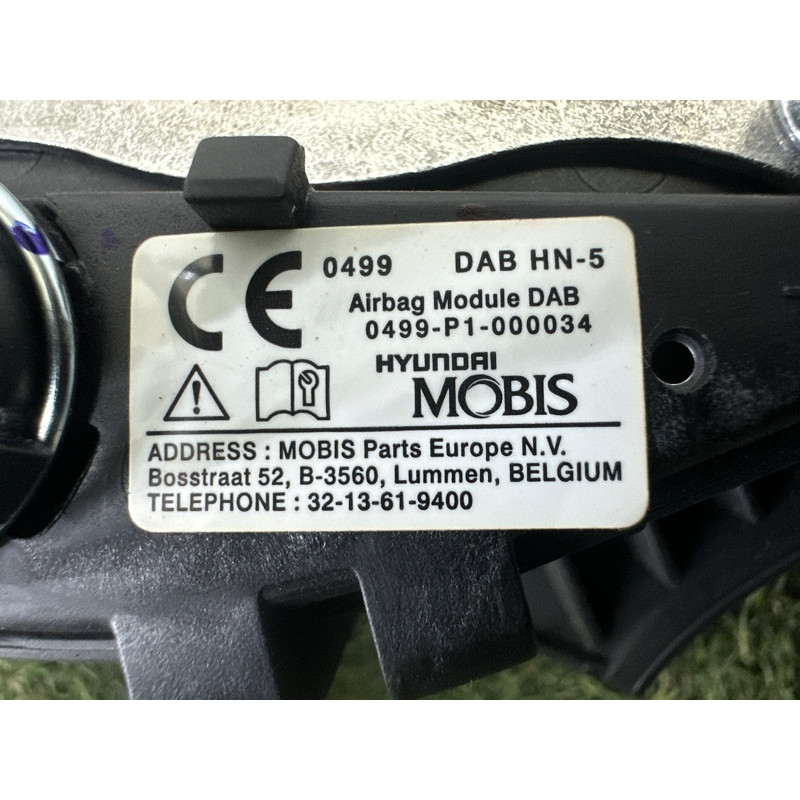 CE 0499 DAB HN-5
Airbag Module DAB
0499-P1-000034
HYUNDAI
MOBIS
ADDRESS : MOBIS Parts Europe N.V.
Bosstraat 52, B-3560, Lummen, BELGIUM
TELEPHONE : 32-13-61-9400